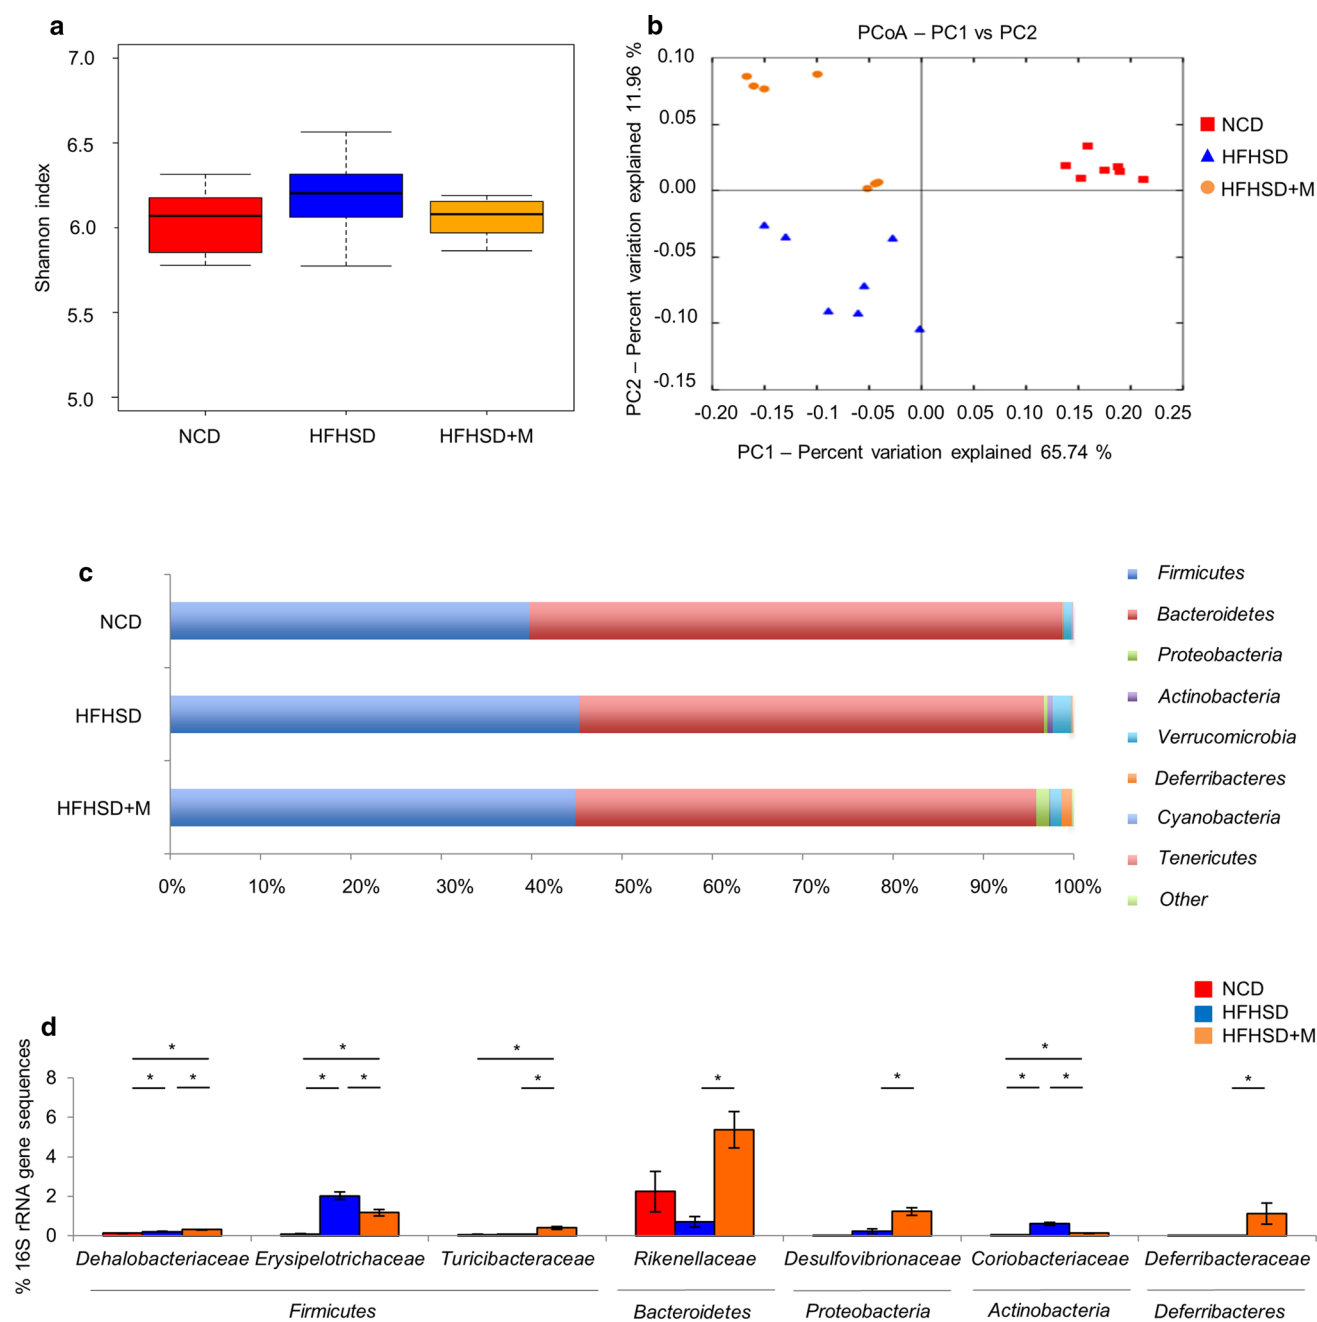 a
7.0
6.5
6.0
5.5
5.0
Shannon index
NCD HFHSD HFHSD+M
b
PCoA – PC1 vs PC2
PC2 – Percent variation explained 11.96 %
0.10
0.05
0.00
-0.05
-0.10
-0.15
-0.20 -0.15 -0.1 -0.05 0.00 0.05 0.10 0.15 0.20 0.25
PC1 – Percent variation explained 65.74 %
NCD
HFHSD
HFHSD+M
c
NCD
HFHSD
HFHSD+M
0% 10% 20% 30% 40% 50% 60% 70% 80% 90% 100%
Firmicutes
Bacteroidetes
Proteobacteria
Actinobacteria
Verrucomicrobia
Deferribacteres
Cyanobacteria
Tenericutes
Other
d
NCD
HFHSD
HFHSD+M
% 16S rRNA gene sequences
8
6
4
2
0
* * *
* * *
* *
*
*
* * *
*
Dehalobacteriaceae Erysipelotrichaceae Turicibacteraceae Rikenellaceae Desulfovibrionaceae Coriobacteriaceae Deferribacteraceae
Firmicutes Bacteroidetes Proteobacteria Actinobacteria Deferribacteres